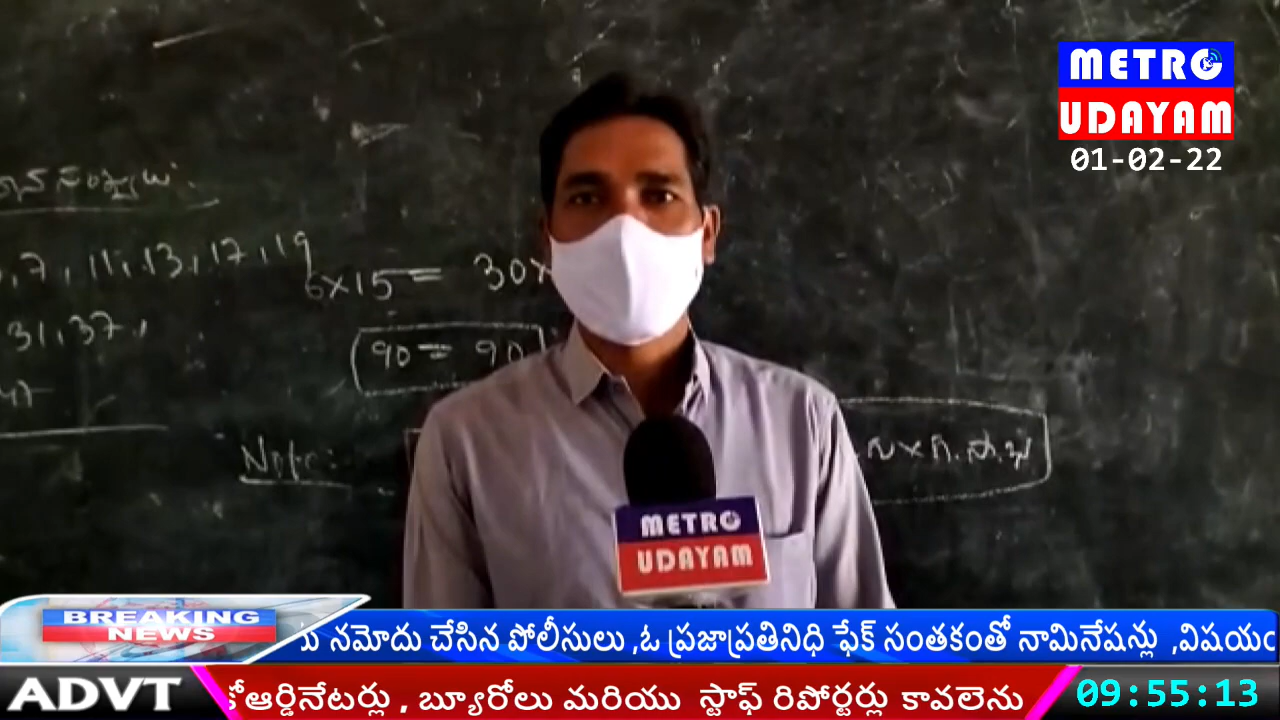 METRO
UDAYAM
01-02-22
, 7, 11, 13, 17, 19
6x15 = 30x
31, 37,
90 = 90
47
Note:-
METRO
UDAYAM
BREAKING
NEWS
నమోదు చేసిన పోలీసులు ,ఓ ప్రజాప్రతినిధి ఫేక్ సంతకంతో నామినేషన్లు ,విషయం
ADVT
కోఆర్డినేటర్లు , బ్యూరోలు మరియు స్టాఫ్ రిపోర్టర్లు కావలెను
09:55:13